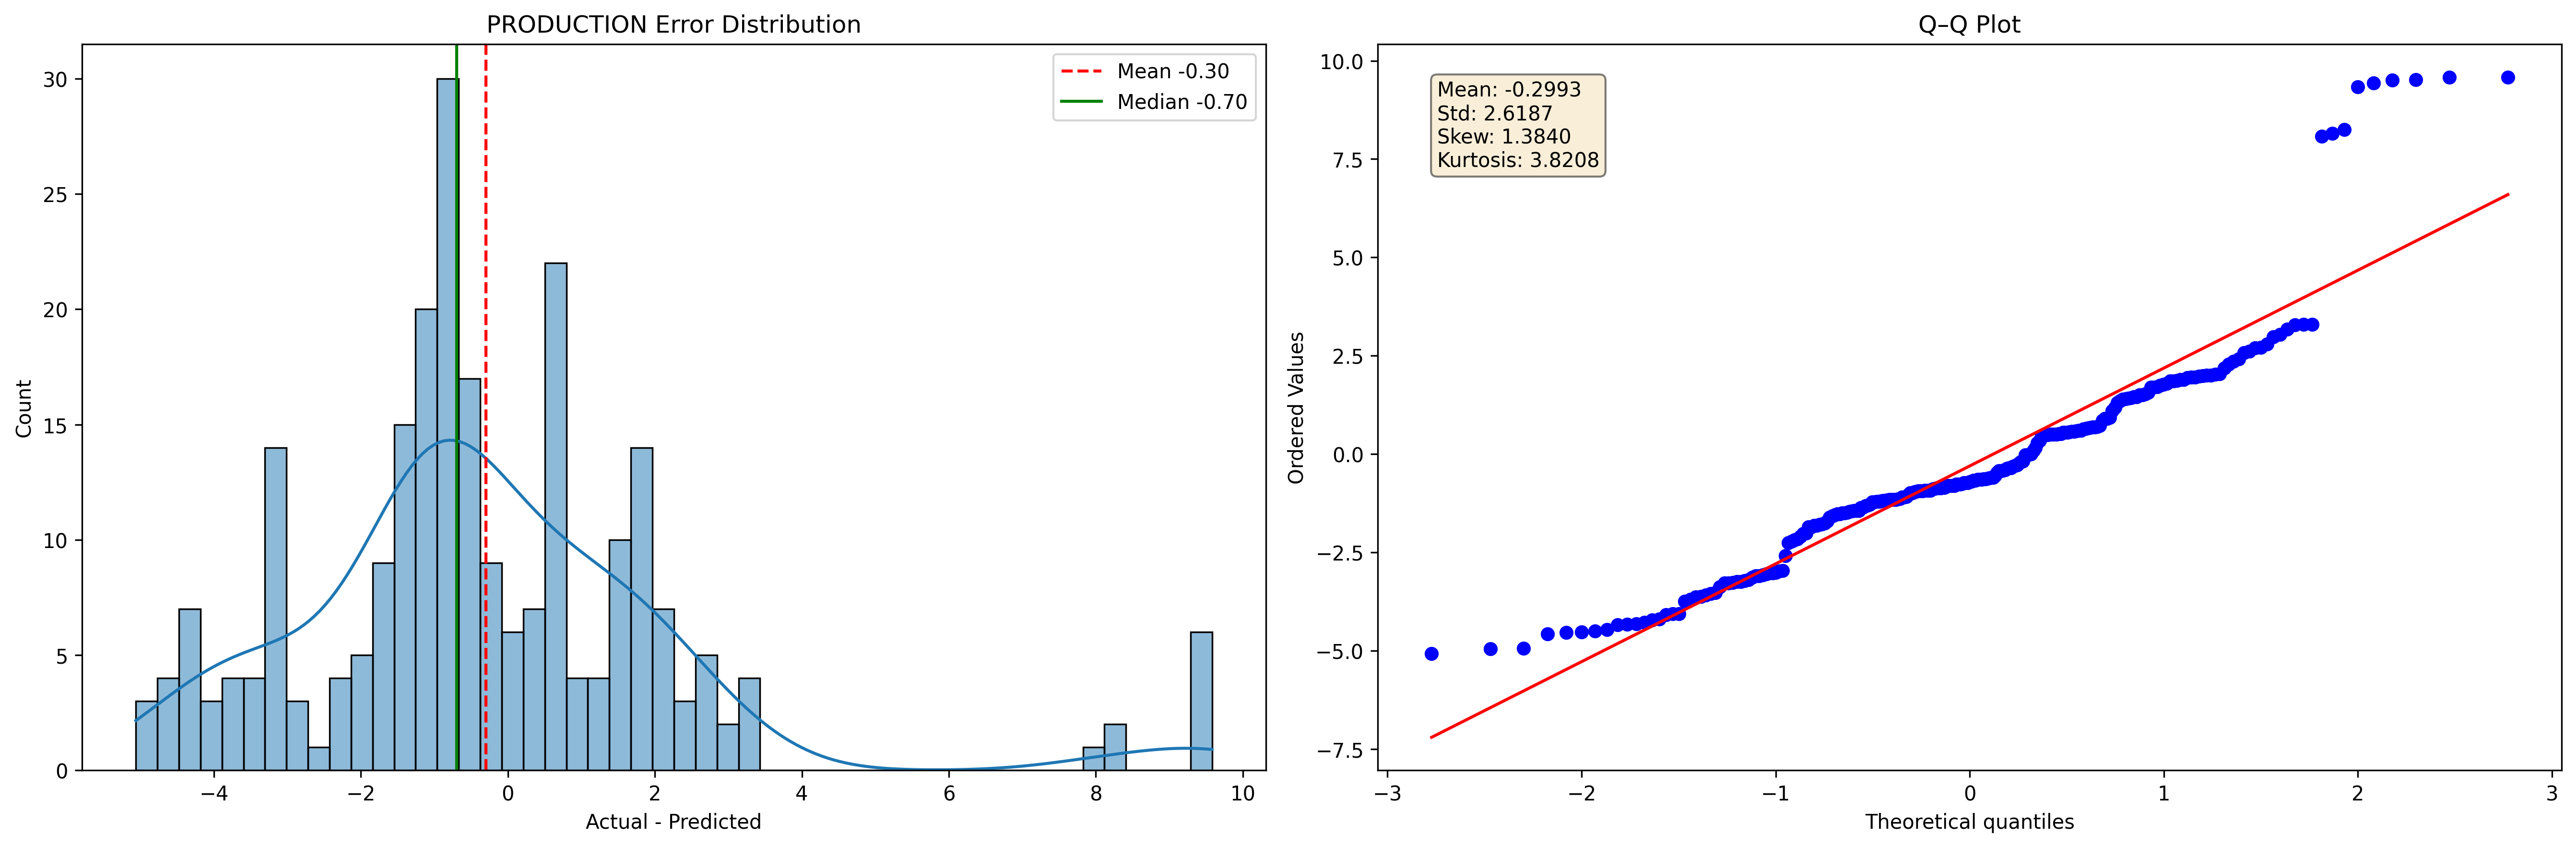 PRODUCTION Error Distribution
30
25
20
15
10
5
0
Count
Mean -0.30
Median -0.70
−4
−2
0
2
4
6
8
10
Actual - Predicted
Q–Q Plot
10.0
7.5
5.0
2.5
0.0
−2.5
−5.0
−7.5
Ordered Values
Mean: -0.2993
Std: 2.6187
Skew: 1.3840
Kurtosis: 3.8208
−3
−2
−1
0
1
2
3
Theoretical quantiles